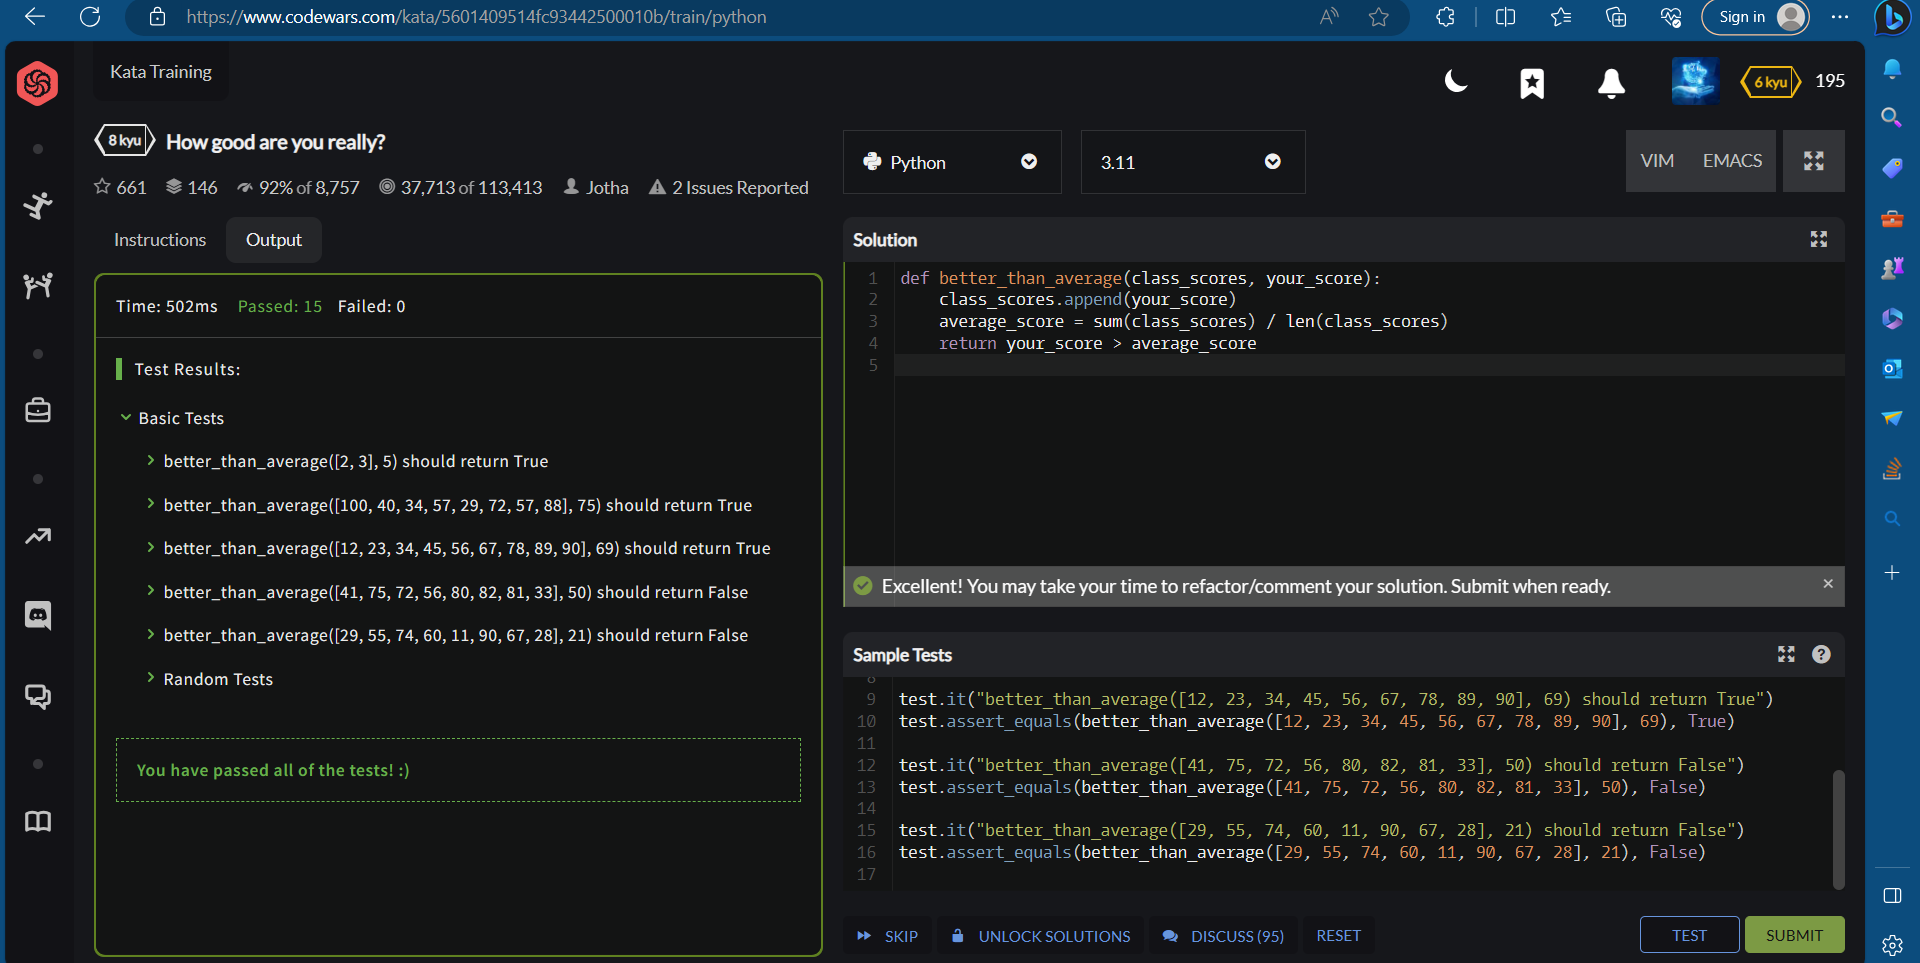 https://www.codewars.com/kata/5601409514fc93442500010b/train/python
Sign in
Kata Training
6 kyu
195
8 kyu
How good are you really?
661
146
92% of 8,757
37,713 of 113,413
Jotha
2 Issues Reported
Python
3.11
VIM
EMACS
Instructions
Output
Time: 502ms Passed: 15 Failed: 0
Test Results:
Basic Tests
better_than_average([2, 3], 5) should return True
better_than_average([100, 40, 34, 57, 29, 72, 57, 88], 75) should return True
better_than_average([12, 23, 34, 45, 56, 67, 78, 89, 90], 69) should return True
better_than_average([41, 75, 72, 56, 80, 82, 81, 33], 50) should return False
better_than_average([29, 55, 74, 60, 11, 90, 67, 28], 21) should return False
Random Tests
You have passed all of the tests! :)
Solution
1 def better_than_average(class_scores, your_score):
2     class_scores.append(your_score)
3     average_score = sum(class_scores) / len(class_scores)
4     return your_score > average_score
5
Excellent! You may take your time to refactor/comment your solution. Submit when ready.
Sample Tests
8
9 test.it("better_than_average([12, 23, 34, 45, 56, 67, 78, 89, 90], 69) should return True")
10 test.assert_equals(better_than_average([12, 23, 34, 45, 56, 67, 78, 89, 90], 69), True)
11
12 test.it("better_than_average([41, 75, 72, 56, 80, 82, 81, 33], 50) should return False")
13 test.assert_equals(better_than_average([41, 75, 72, 56, 80, 82, 81, 33], 50), False)
14
15 test.it("better_than_average([29, 55, 74, 60, 11, 90, 67, 28], 21) should return False")
16 test.assert_equals(better_than_average([29, 55, 74, 60, 11, 90, 67, 28], 21), False)
17
SKIP
UNLOCK SOLUTIONS
DISCUSS (95)
RESET
TEST
SUBMIT